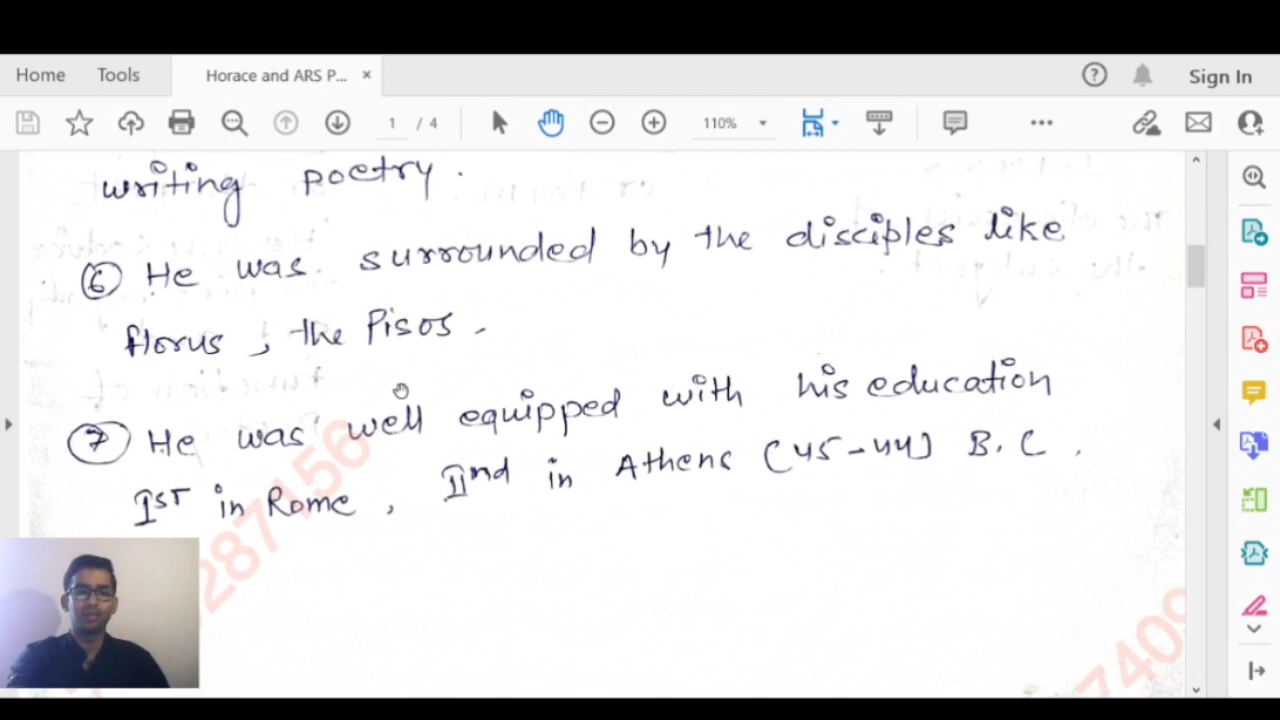 Home Tools Horace and ARS P... ×
? Sign In
1 / 4 110% •••
writing poetry.
⑥ He was surrounded by the disciples like
florus, the Pisos.
⑦ He was well equipped with his education
Ist in Rome, IInd in Athens (45-44) B.C.
287156
7409